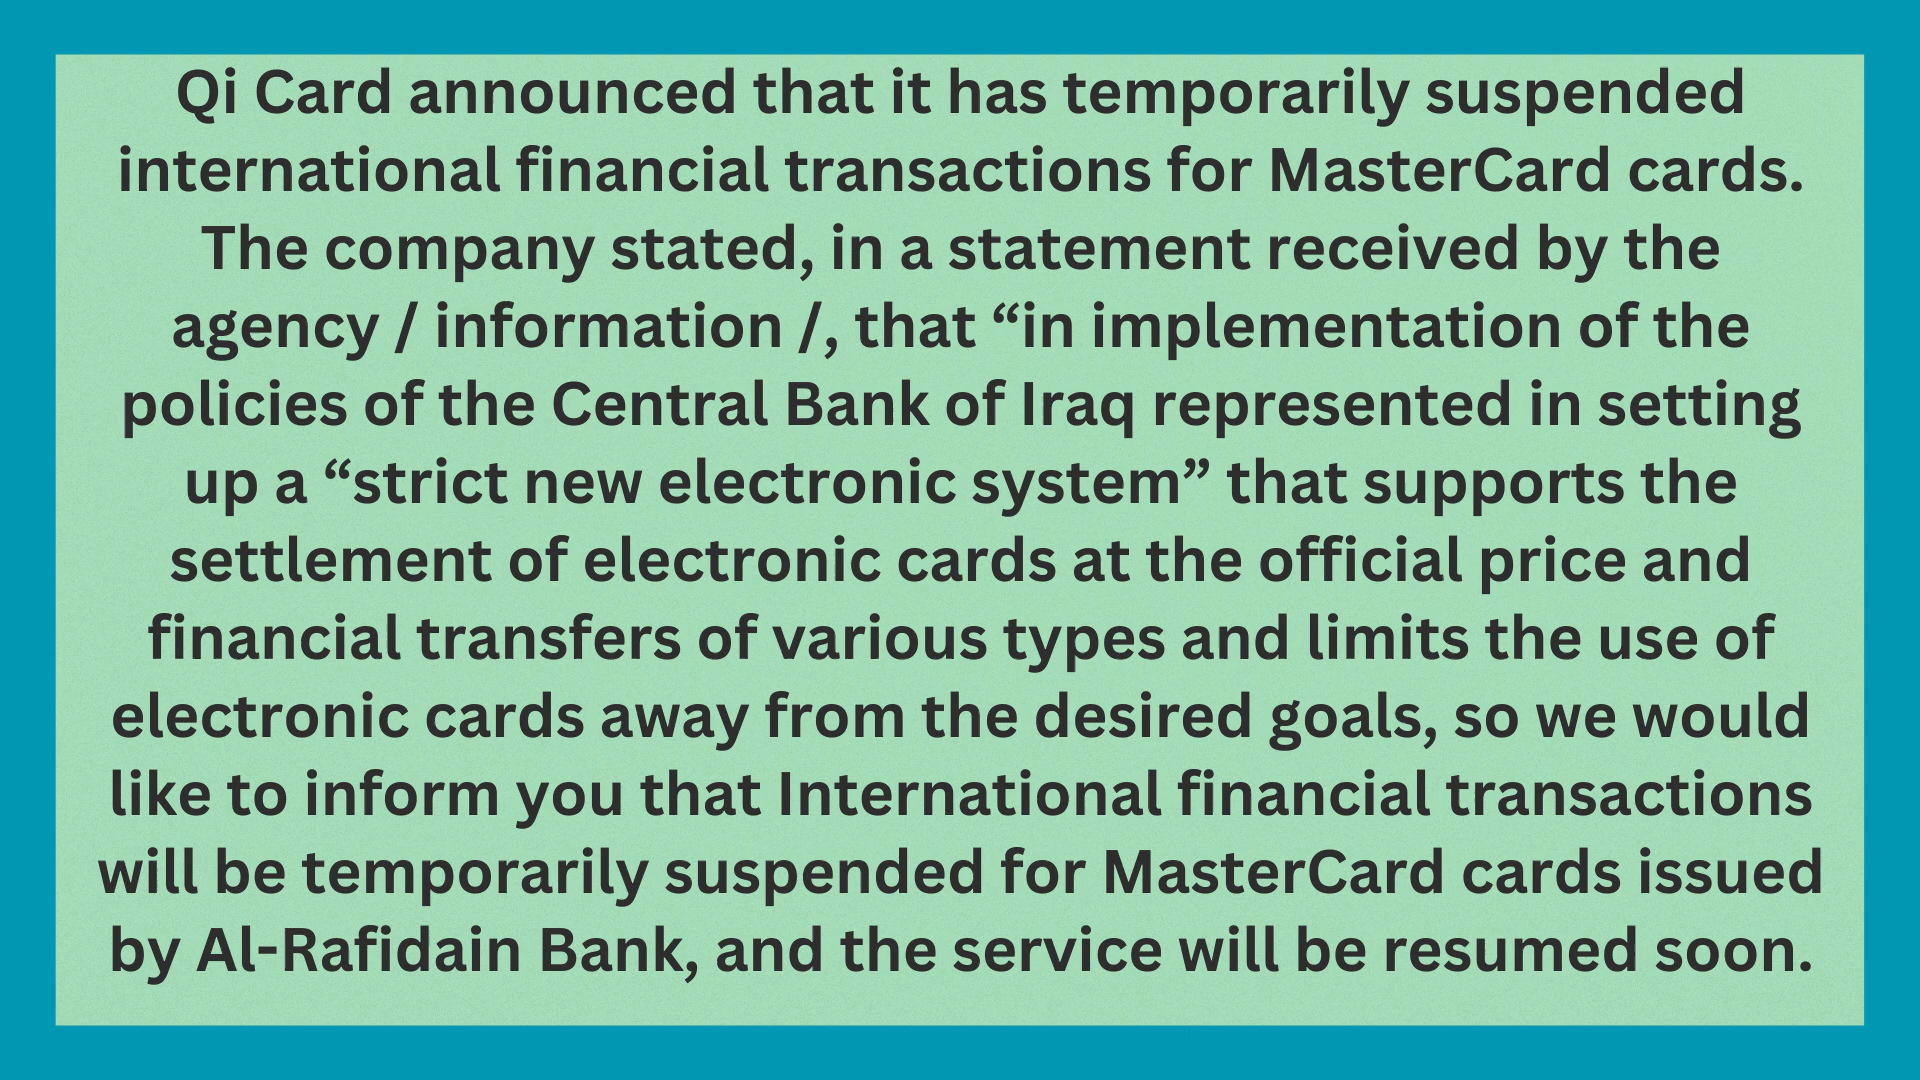 Qi Card announced that it has temporarily suspended
international financial transactions for MasterCard cards.
The company stated, in a statement received by the
agency / information /, that “in implementation of the
policies of the Central Bank of Iraq represented in setting
up a “strict new electronic system” that supports the
settlement of electronic cards at the official price and
financial transfers of various types and limits the use of
electronic cards away from the desired goals, so we would
like to inform you that International financial transactions
will be temporarily suspended for MasterCard cards issued
by Al-Rafidain Bank, and the service will be resumed soon.